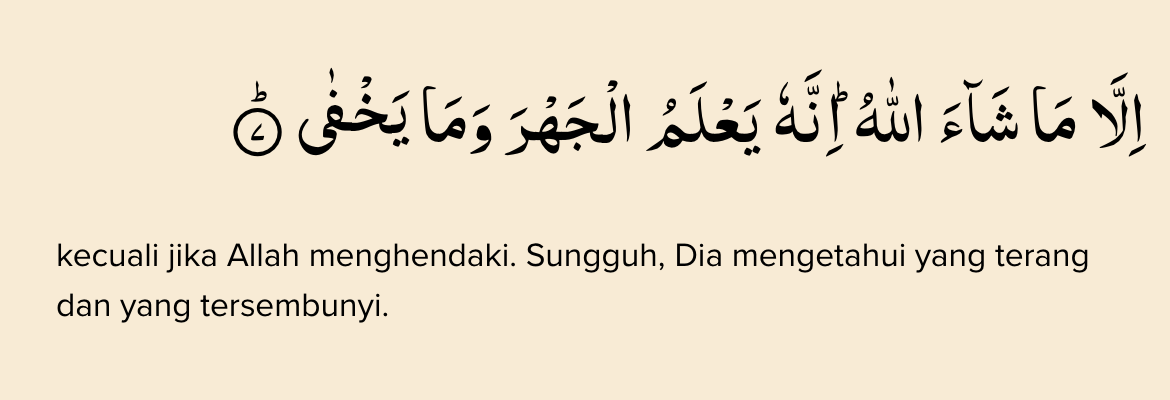 اِلَّا مَا شَاۤءَ اللّٰهُ ۗاِنَّهٗ يَعْلَمُ الْجَهْرَ وَمَا يَخْفٰىۗ ٧
kecuali jika Allah menghendaki. Sungguh, Dia mengetahui yang terang
dan yang tersembunyi.